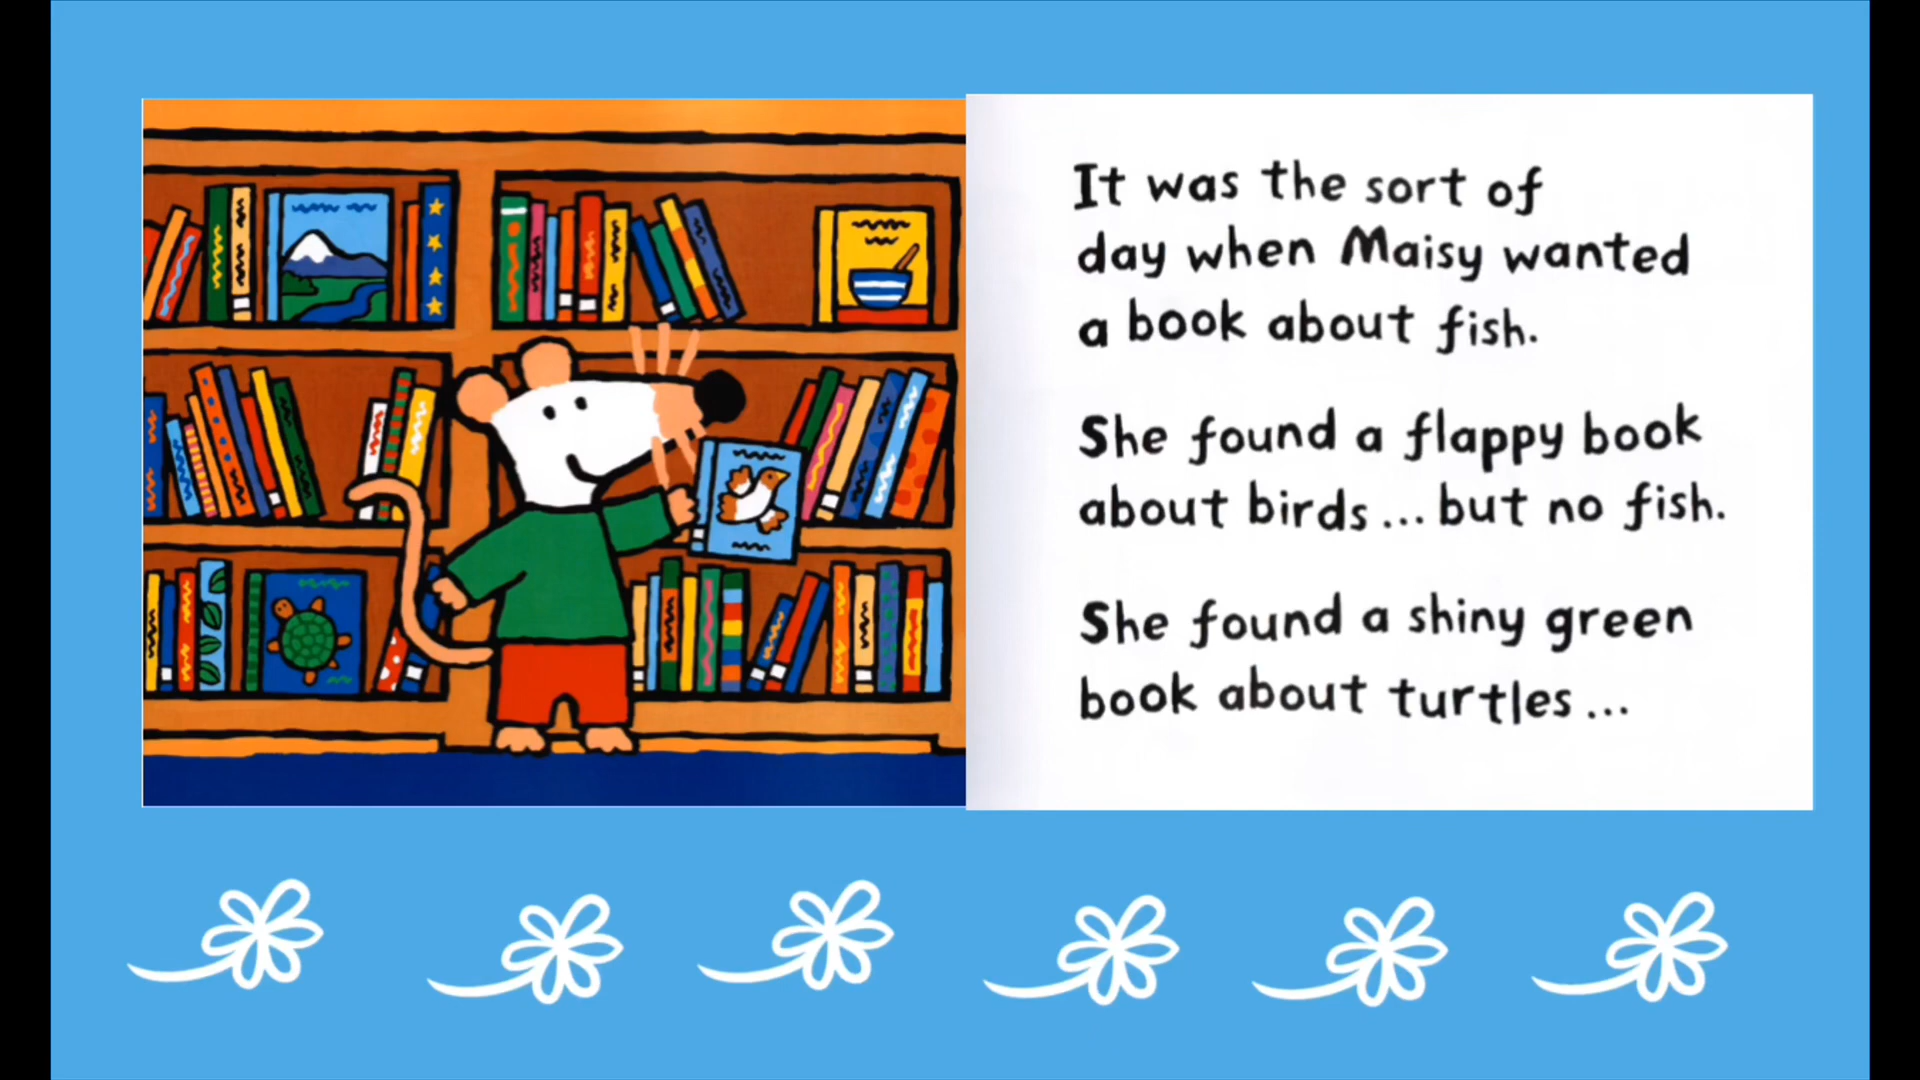 It was the sort of
day when Maisy wanted
a book about fish.
She found a flappy book
about birds ... but no fish.
She found a shiny green
book about turtles ...